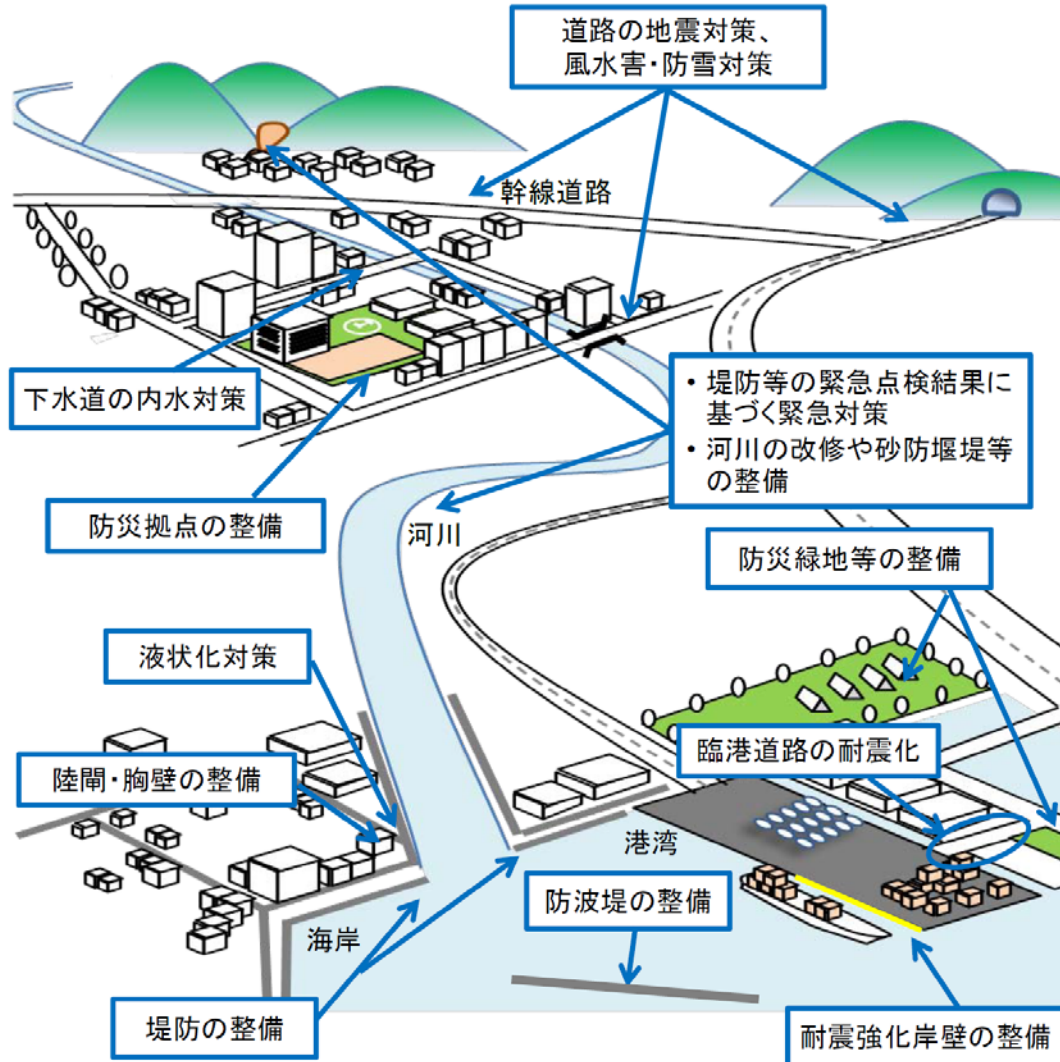 道路の地震対策、
風水害・防雪対策
幹線道路
下水道の内水対策
・堤防等の緊急点検結果に
基づく緊急対策
・河川の改修や砂防堰堤等
の整備
防災拠点の整備
河川
防災緑地等の整備
液状化対策
臨港道路の耐震化
陸閘・胸壁の整備
港湾
防波堤の整備
海岸
堤防の整備
耐震強化岸壁の整備